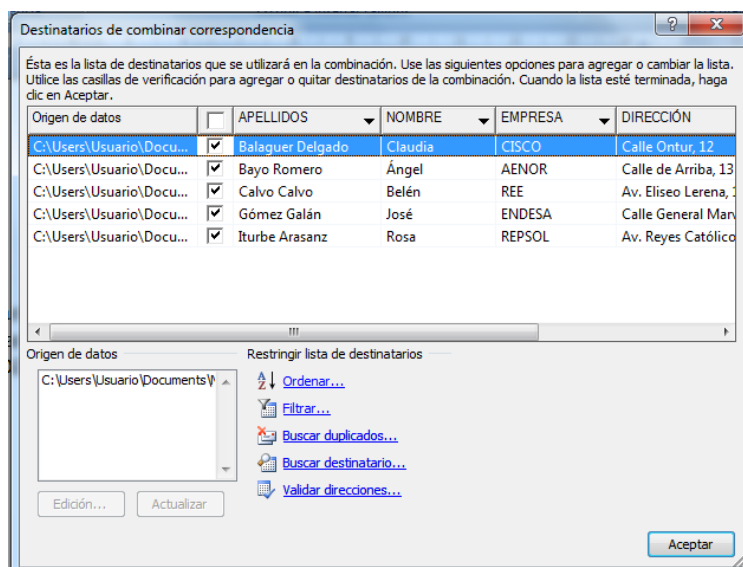 Destinatarios de combinar correspondencia
Ésta es la lista de destinatarios que se utilizará en la combinación. Use las siguientes opciones para agregar o cambiar la lista.
Utilice las casillas de verificación para agregar o quitar destinatarios de la combinación. Cuando la lista esté terminada, haga
clic en Aceptar.
Origen de datos APELLIDOS NOMBRE EMPRESA DIRECCIÓN
C:\Users\Usuario\Docu... Balaguer Delgado Claudia CISCO Calle Ontur, 12
C:\Users\Usuario\Docu... Bayo Romero Ángel AENOR Calle de Arriba, 13
C:\Users\Usuario\Docu... Calvo Calvo Belén REE Av. Eliseo Lerena, 1
C:\Users\Usuario\Docu... Gómez Galán José ENDESA Calle General Marv
C:\Users\Usuario\Docu... Iturbe Arasanz Rosa REPSOL Av. Reyes Católico
Origen de datos
C:\Users\Usuario\Documents\
Edición... Actualizar
Restringir lista de destinatarios
Ordenar...
Filtrar...
Buscar duplicados...
Buscar destinatario...
Validar direcciones...
Aceptar